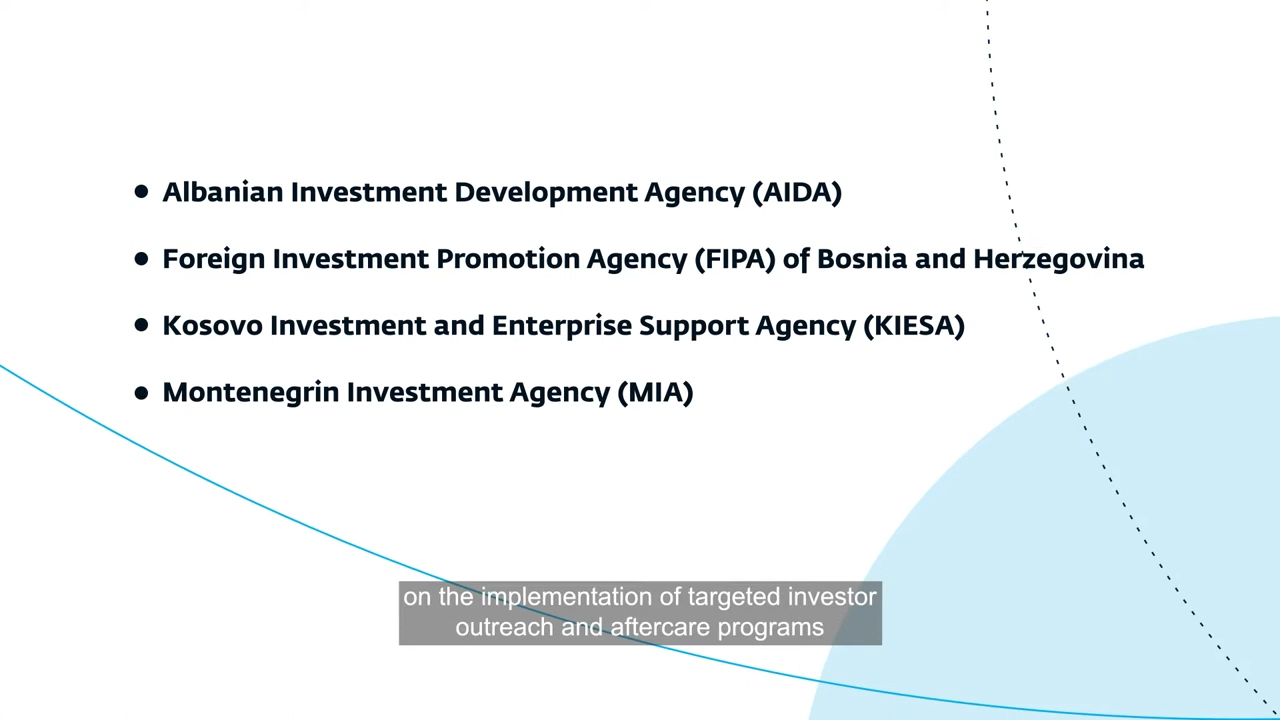 • Albanian Investment Development Agency (AIDA)
• Foreign Investment Promotion Agency (FIPA) of Bosnia and Herzegovina
• Kosovo Investment and Enterprise Support Agency (KIESA)
• Montenegrin Investment Agency (MIA)
on the implementation of targeted investor
outreach and aftercare programs